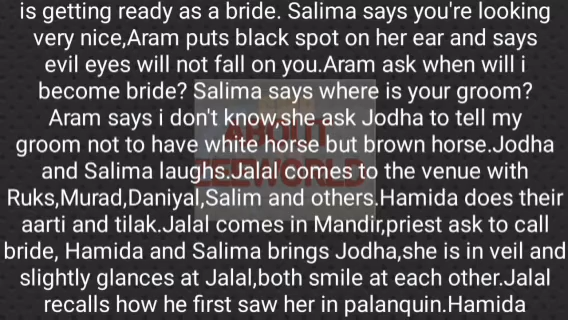 is getting ready as a bride. Salima says you're looking
very nice,Aram puts black spot on her ear and says
evil eyes will not fall on you.Aram ask when will i
become bride? Salima says where is your groom?
Aram says i don't know,she ask Jodha to tell my
groom not to have white horse but brown horse.Jodha
and Salima laughs.Jalal comes to the venue with
Ruks,Murad,Daniyal,Salim and others.Hamida does their
aarti and tilak.Jalal comes in Mandir,priest ask to call
bride, Hamida and Salima brings Jodha,she is in veil and
slightly glances at Jalal,both smile at each other.Jalal
recalls how he first saw her in palanquin.Hamida
ABOUT
ZEEWORLD